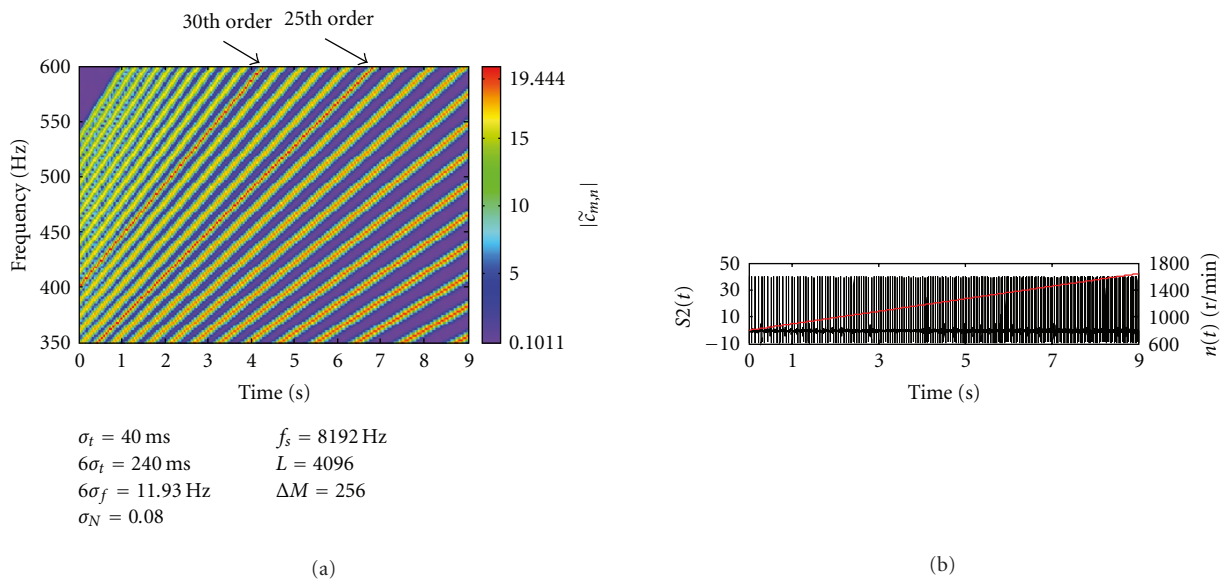 30th order 25th order
600
550
500
450
400
350
Frequency (Hz)
0 1 2 3 4 5 6 7 8 9
Time (s)
19.444
15
10
5
0.1011
|c̃m,n|
σt = 40 ms
6σt = 240 ms
6σf = 11.93 Hz
σN = 0.08
fs = 8192 Hz
L = 4096
ΔM = 256
(a)
50
30
10
−10
S2(t)
0 1 3 5 7 9
Time (s)
1800
1400
1000
600
n(t) (r/min)
(b)